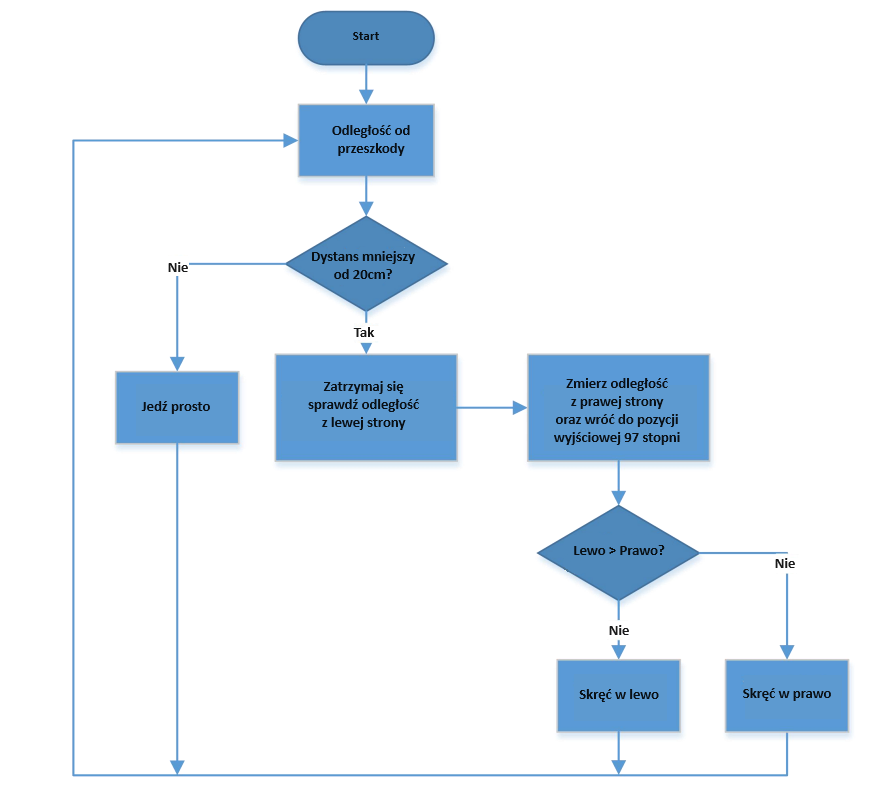 Start
Odległość od
przeszkody
Dystans mniejszy
od 20cm?
Nie
Tak
Jedź prosto
Zatrzymaj się
sprawdź odległość
z lewej strony
Zmierz odległość
z prawej strony
oraz wróć do pozycji
wyjściowej 97 stopni
Lewo > Prawo?
Nie
Nie
Skręć w lewo
Skręć w prawo